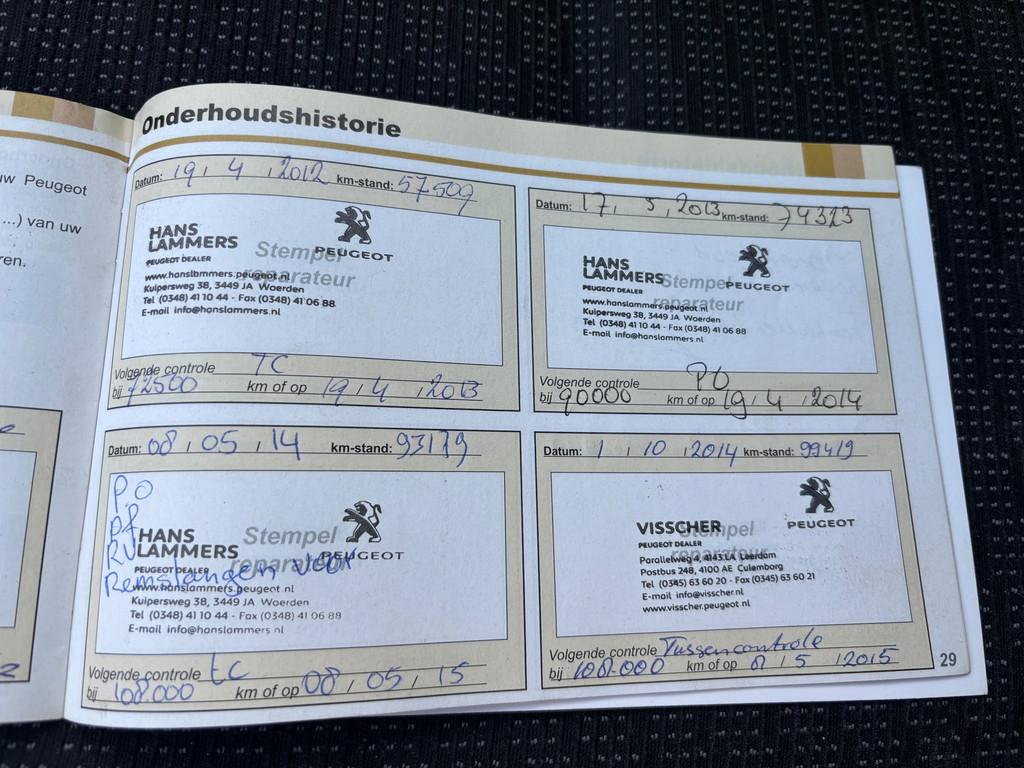 uw Peugeot
...) van uw
ren.
Onderhoudshistorie
Datum: 19 / 4 / 2012 km-stand: 57509
HANS
LAMMERS
PEUGEOT DEALER
Stempel
reparateur
PEUGEOT
www.hanslammers.peugeot.nl
Kuipersweg 38, 3449 JA Woerden
Tel (0348) 41 10 44 - Fax (0348) 41 06 88
E-mail info@hanslammers.nl
Volgende controle TC
bij 72500 km of op 19 / 4 / 2013
Datum: 17 / 5 / 2013 km-stand: 74323
HANS
LAMMERS
PEUGEOT DEALER
Stempel
reparateur
PEUGEOT
www.hanslammers.peugeot.nl
Kuipersweg 38, 3449 JA Woerden
Tel (0348) 41 10 44 - Fax (0348) 41 06 88
E-mail info@hanslammers.nl
Volgende controle PO
bij 90000 km of op 19 / 4 / 2014
Datum: 08 / 05 / 14 km-stand: 93179
P.O
RV
Remslangen voor
HANS
LAMMERS
PEUGEOT DEALER
Stempel
reparateur
PEUGEOT
www.hanslammers.peugeot.nl
Kuipersweg 38, 3449 JA Woerden
Tel (0348) 41 10 44 - Fax (0348) 41 06 88
E-mail info@hanslammers.nl
Volgende controle tC
bij 108.000 km of op 08 / 05 / 15
Datum: 1 / 10 / 2014 km-stand: 99419
VISSCHER
PEUGEOT DEALER
Stempel
reparateur
PEUGEOT
Parallelweg 4, 4143 LA Leerdam
Postbus 248, 4100 AE Culemborg
Tel (0345) 63 60 20 - Fax (0345) 63 60 21
E-mail info@visscher.nl
www.visscher.peugeot.nl
Volgende controle Tussencontrole
bij 108.000 km of op 8 / 5 / 2015
29